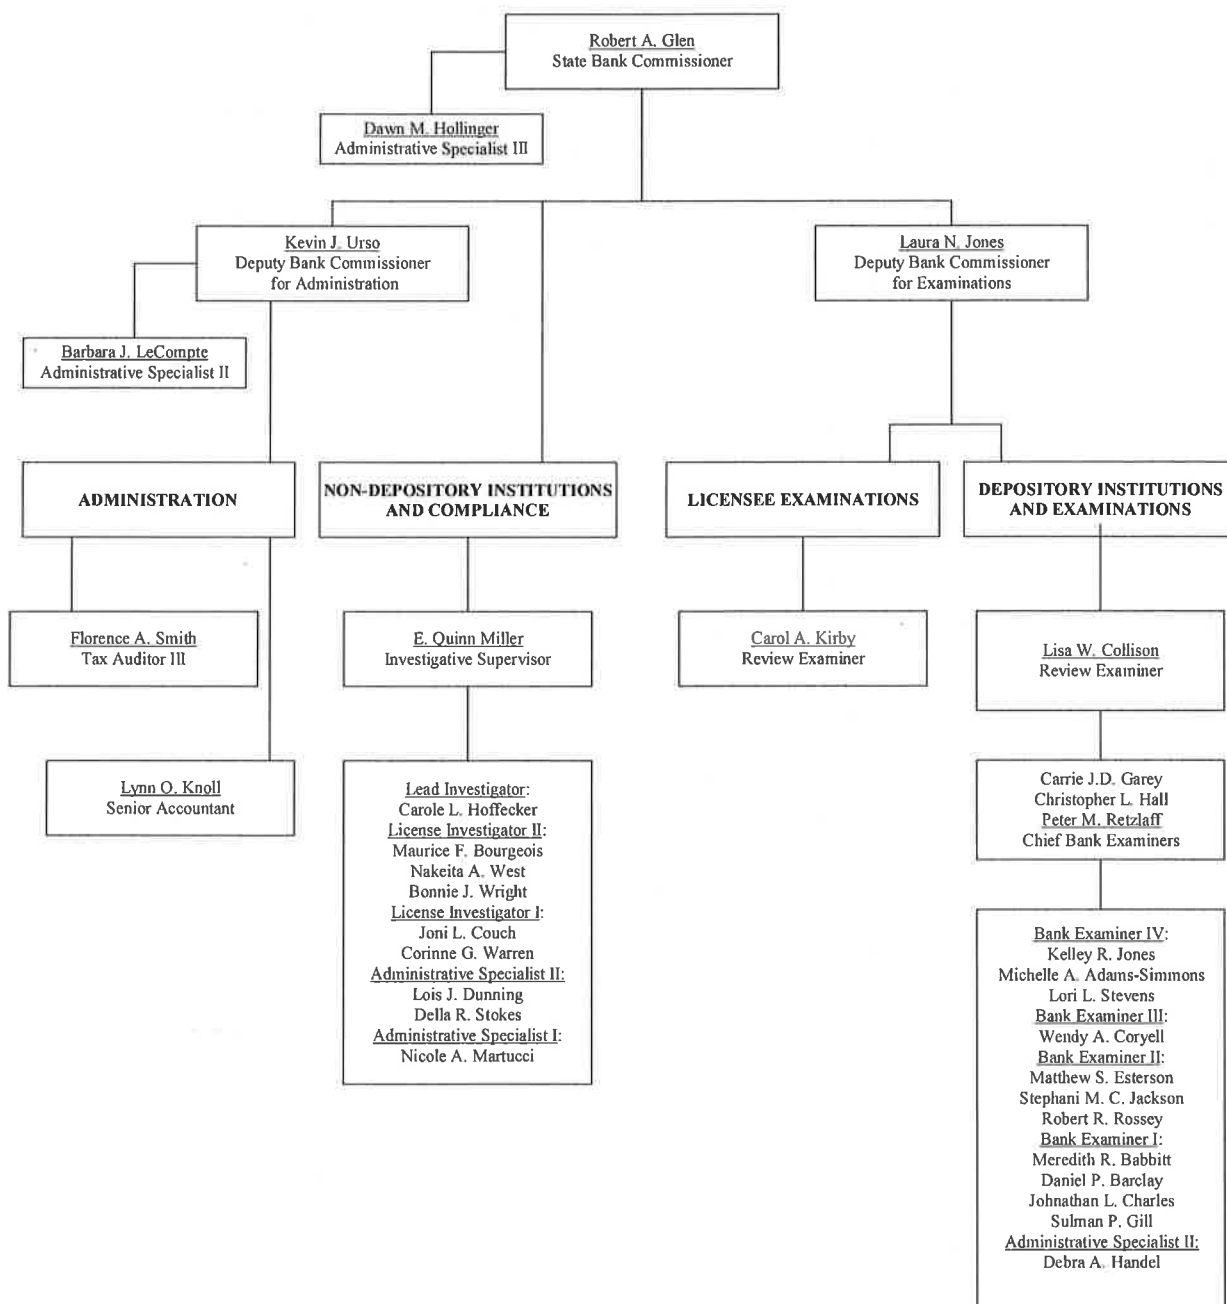 Robert A. Glen
State Bank Commissioner
Dawn M. Hollinger
Administrative Specialist III
Kevin J. Urso
Deputy Bank Commissioner
for Administration
Laura N. Jones
Deputy Bank Commissioner
for Examinations
Barbara J. LeCompte
Administrative Specialist II
ADMINISTRATION
NON-DEPOSITORY INSTITUTIONS
AND COMPLIANCE
LICENSEE EXAMINATIONS
DEPOSITORY INSTITUTIONS
AND EXAMINATIONS
Florence A. Smith
Tax Auditor III
E. Quinn Miller
Investigative Supervisor
Carol A. Kirby
Review Examiner
Lisa W. Collison
Review Examiner
Lynn O. Knoll
Senior Accountant
Lead Investigator:
Carole L. Hoffecker
License Investigator II:
Maurice F. Bourgeois
Nakeita A. West
Bonnie J. Wright
License Investigator I:
Joni L. Couch
Corinne G. Warren
Administrative Specialist II:
Lois J. Dunning
Della R. Stokes
Administrative Specialist I:
Nicole A. Martucci
Carrie J.D. Garey
Christopher L. Hall
Peter M. Retzlaff
Chief Bank Examiners
Bank Examiner IV:
Kelley R. Jones
Michelle A. Adams-Simmons
Lori L. Stevens
Bank Examiner III:
Wendy A. Coryell
Bank Examiner II:
Matthew S. Esterson
Stephani M. C. Jackson
Robert R. Rossey
Bank Examiner I:
Meredith R. Babbitt
Daniel P. Barclay
Johnathan L. Charles
Sulman P. Gill
Administrative Specialist II:
Debra A. Handel